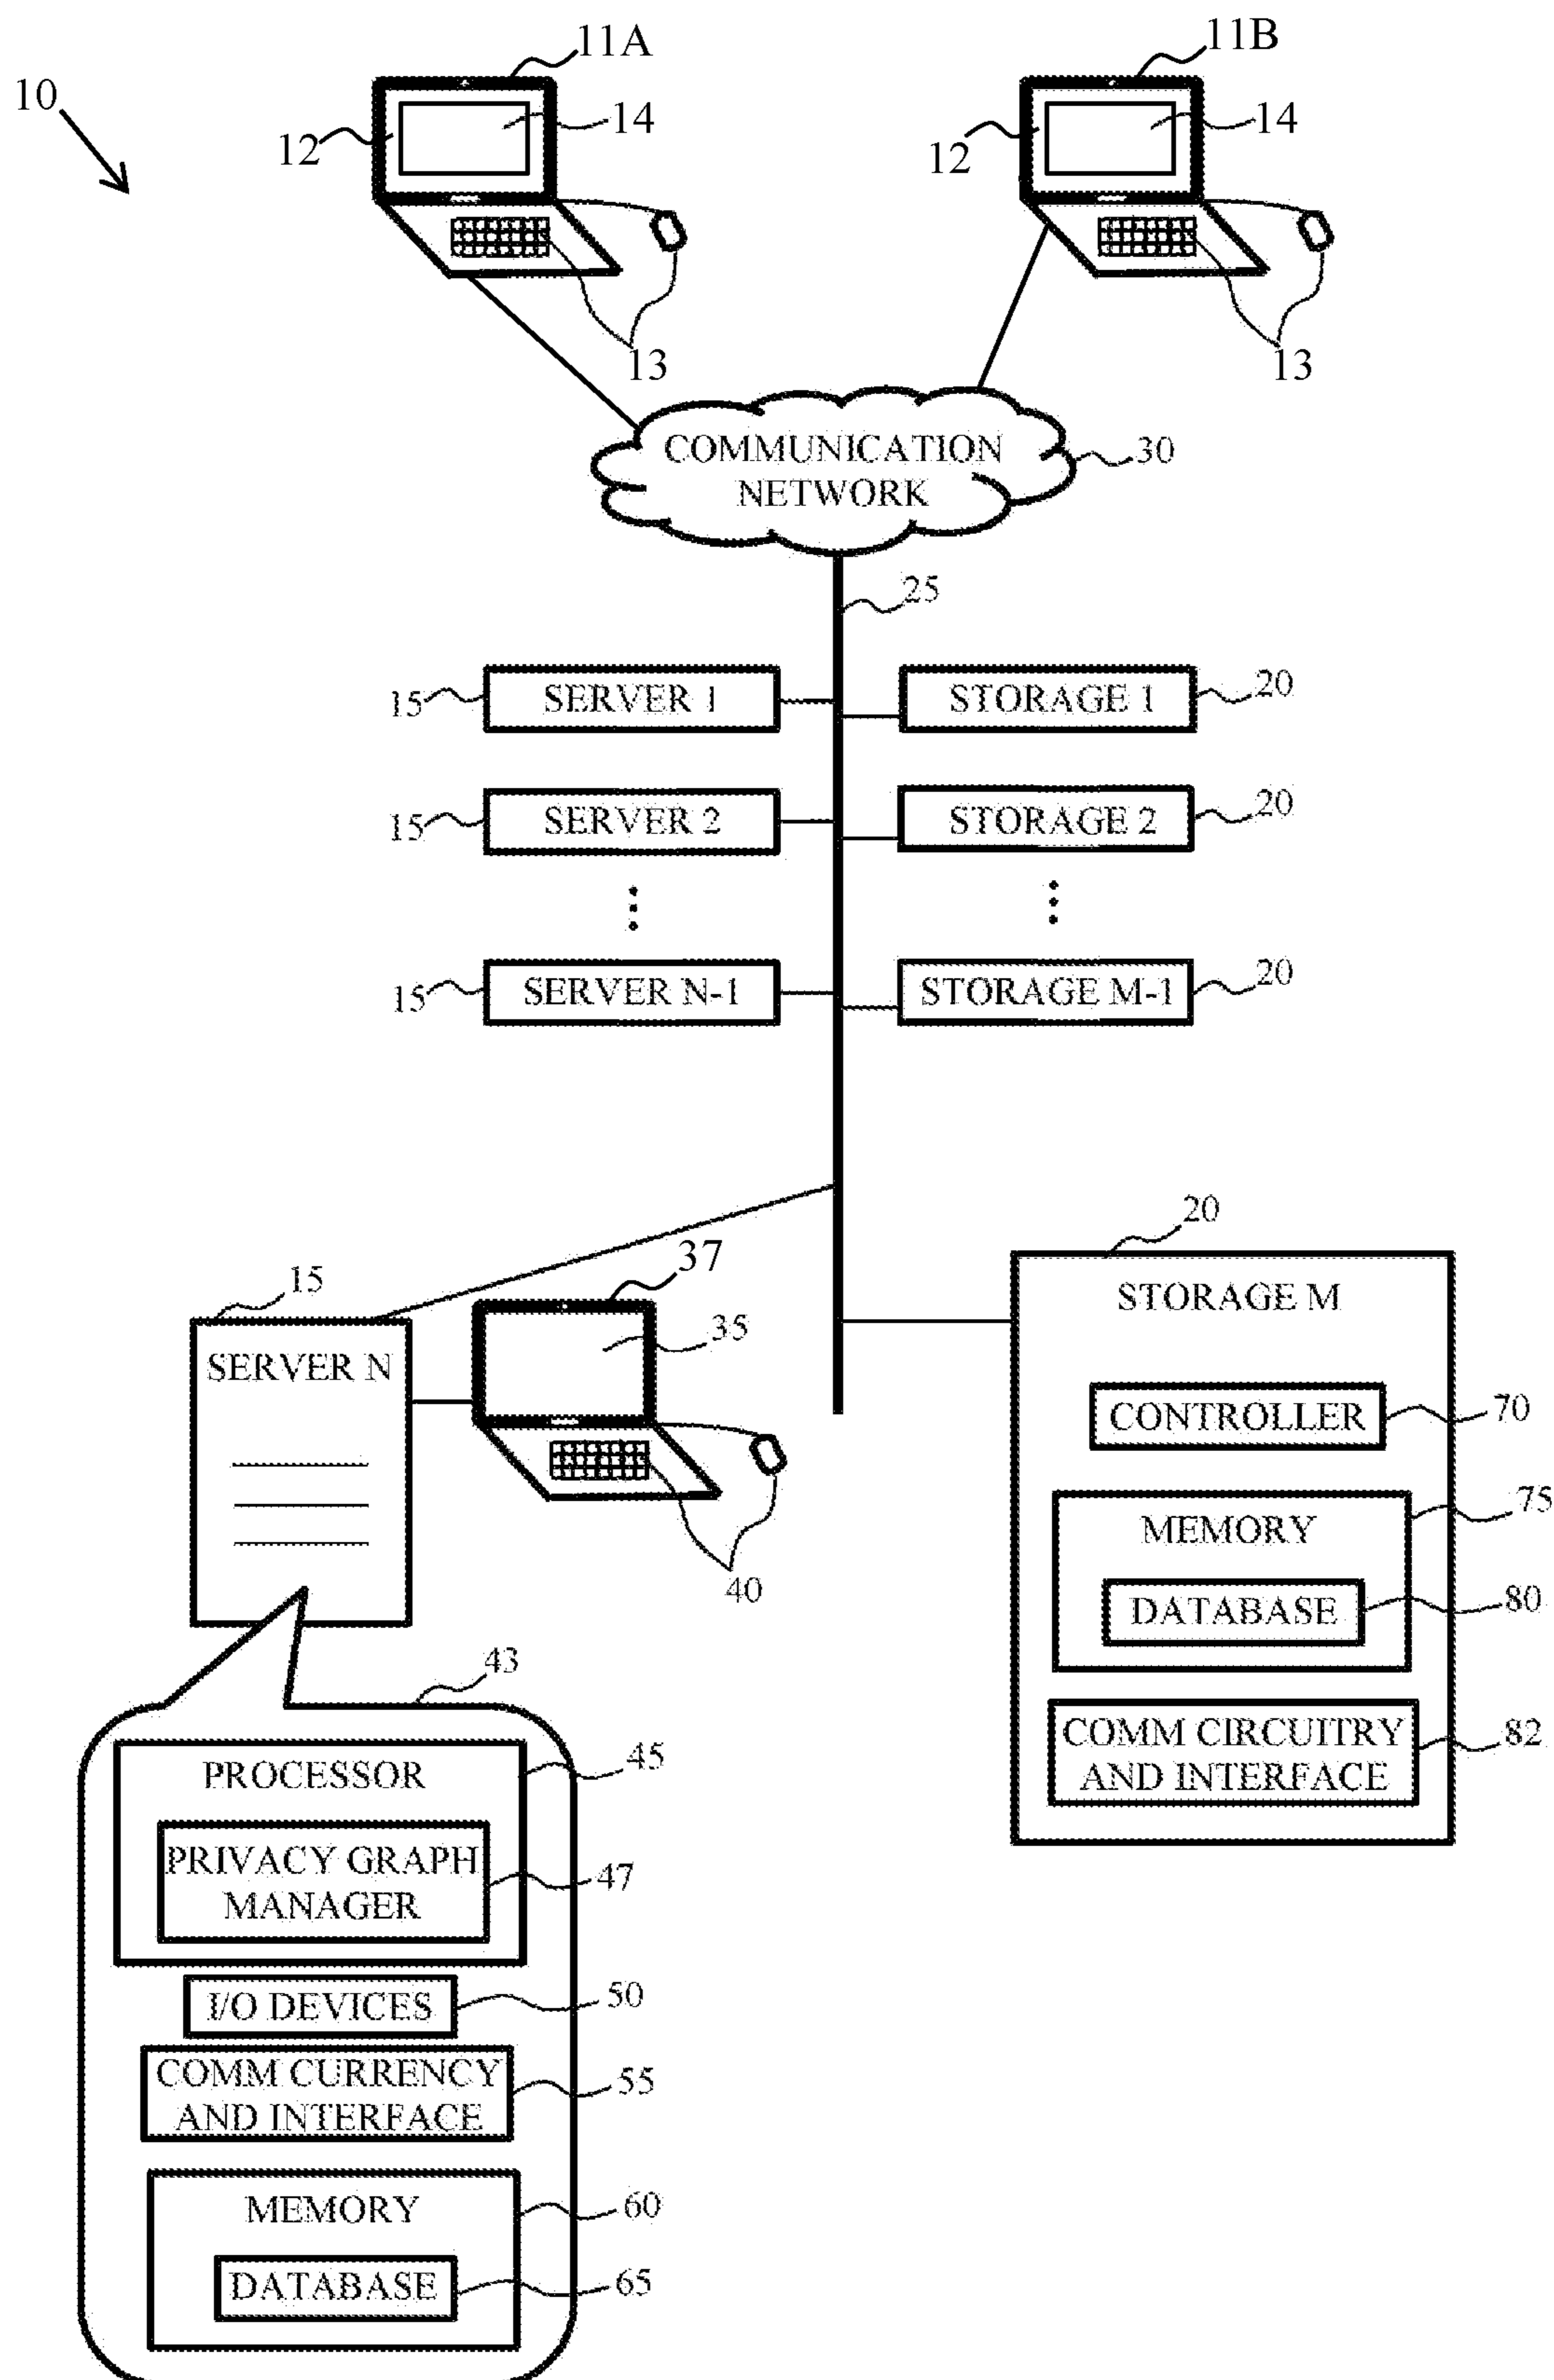 11A
11B
10
12
14
12
14
13
13
COMMUNICATION
NETWORK
30
25
15
SERVER 1
STORAGE 1
20
15
SERVER 2
STORAGE 2
20
15
SERVER N-1
STORAGE M-1
20
20
STORAGE M
37
15
SERVER N
35
CONTROLLER
70
MEMORY
75
DATABASE
80
40
COMM CIRCUITRY
AND INTERFACE
82
43
PROCESSOR
45
PRIVACY GRAPH
MANAGER
47
I/O DEVICES
50
COMM CURRENCY
AND INTERFACE
55
MEMORY
60
DATABASE
65